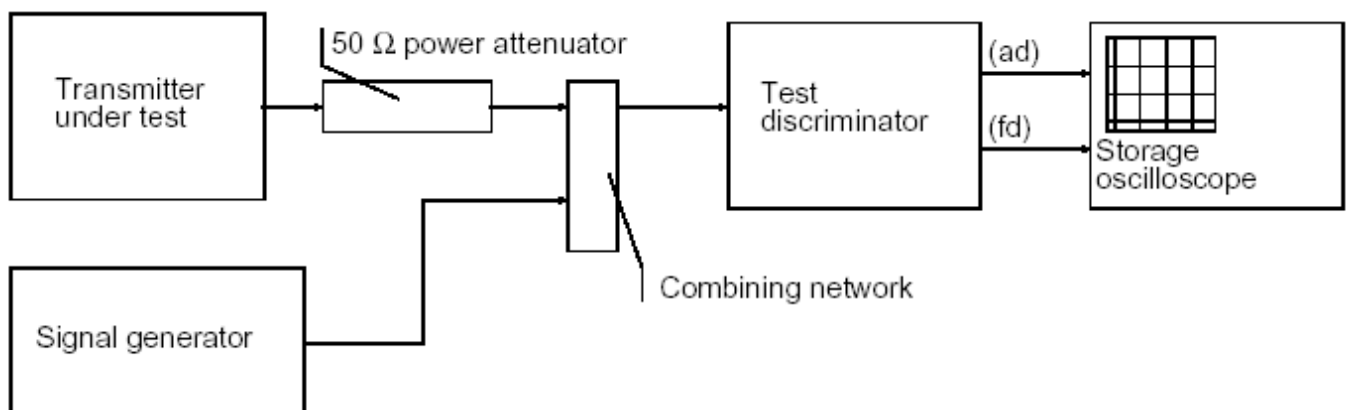 50 Ω power attenuator
Transmitter
under test
Test
discriminator
(ad)
(fd)
Storage
oscilloscope
Combining network
Signal generator